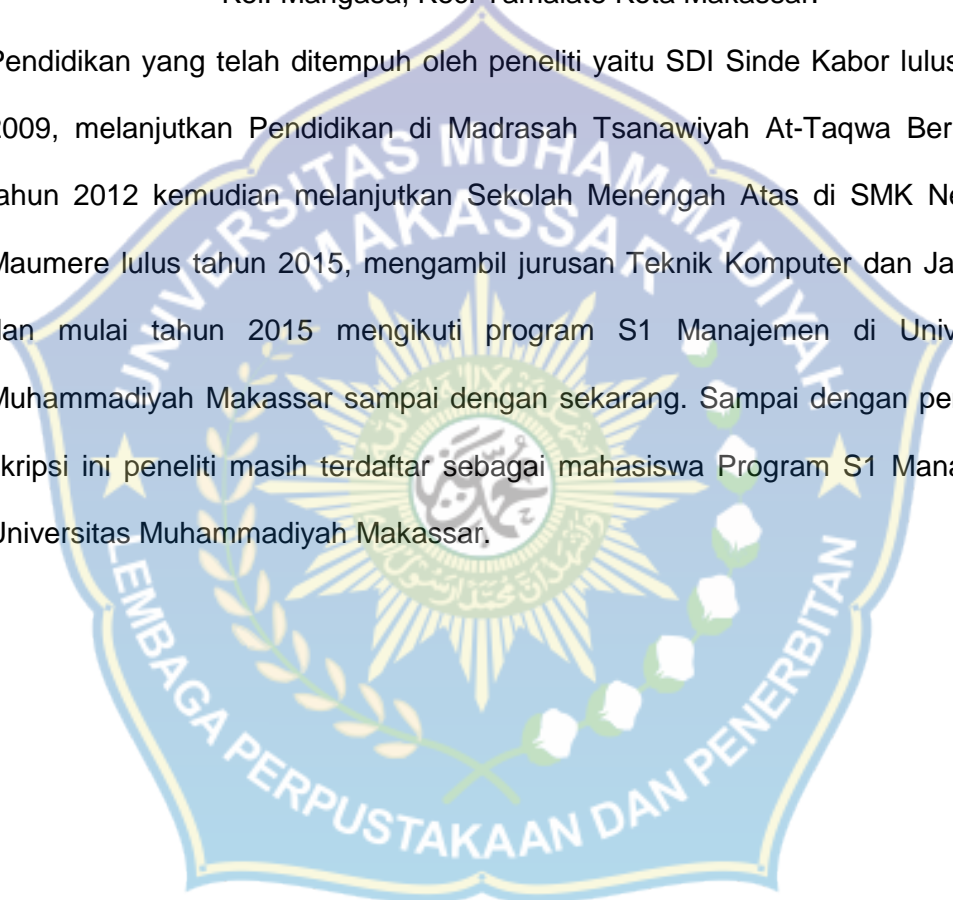 Kel. Mangasa, Kec. Tamalate Kota Makassar.
Pendidikan yang telah ditempuh oleh peneliti yaitu SDI Sinde Kabor lulus
2009, melanjutkan Pendidikan di Madrasah Tsanawiyah At-Taqwa Ber
tahun 2012 kemudian melanjutkan Sekolah Menengah Atas di SMK Ne
Maumere lulus tahun 2015, mengambil jurusan Teknik Komputer dan Ja
dan mulai tahun 2015 mengikuti program S1 Manajemen di Univ
Muhammadiyah Makassar sampai dengan sekarang. Sampai dengan pe
skripsi ini peneliti masih terdaftar sebagai mahasiswa Program S1 Mana
Universitas Muhammadiyah Makassar.
UNIVERSITAS MUHAMMADIYAH
MAKASSAR
LEMBAGA PERPUSTAKAAN DAN PENERBITAN